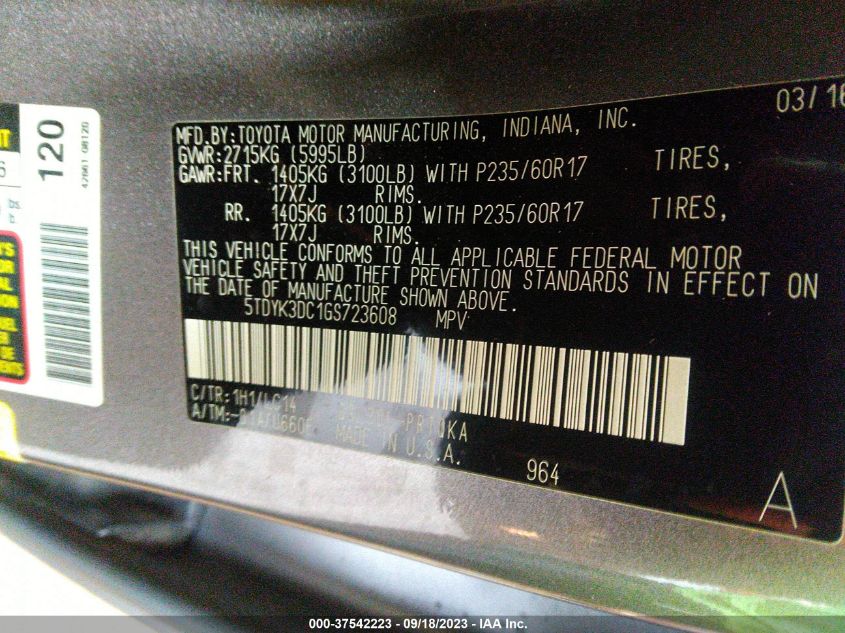 03/16
MFD.BY:TOYOTA MOTOR MANUFACTURING, INDIANA, INC.
GVWR:2715KG (5995LB)
GAWR:FRT. 1405KG (3100LB) WITH P235/60R17 TIRES,
17X7J RIMS.
RR. 1405KG (3100LB) WITH P235/60R17 TIRES,
17X7J RIMS.
THIS VEHICLE CONFORMS TO ALL APPLICABLE FEDERAL MOTOR
VEHICLE SAFETY AND THEFT PREVENTION STANDARDS IN EFFECT ON
THE DATE OF MANUFACTURE SHOWN ABOVE.
5TDYK3DC1GS723608 MPV
C/TR:1H1/LC14
A/TM:
MADE IN U.S.A.
964
A
120
42661-08120
000-37542223 - 09/18/2023 - IAA Inc.